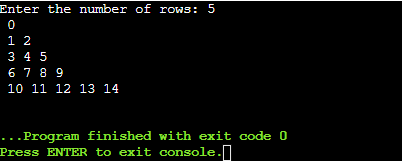 Enter the number of rows: 5
0
1 2
3 4 5
6 7 8 9
10 11 12 13 14
...Program finished with exit code 0
Press ENTER to exit console.